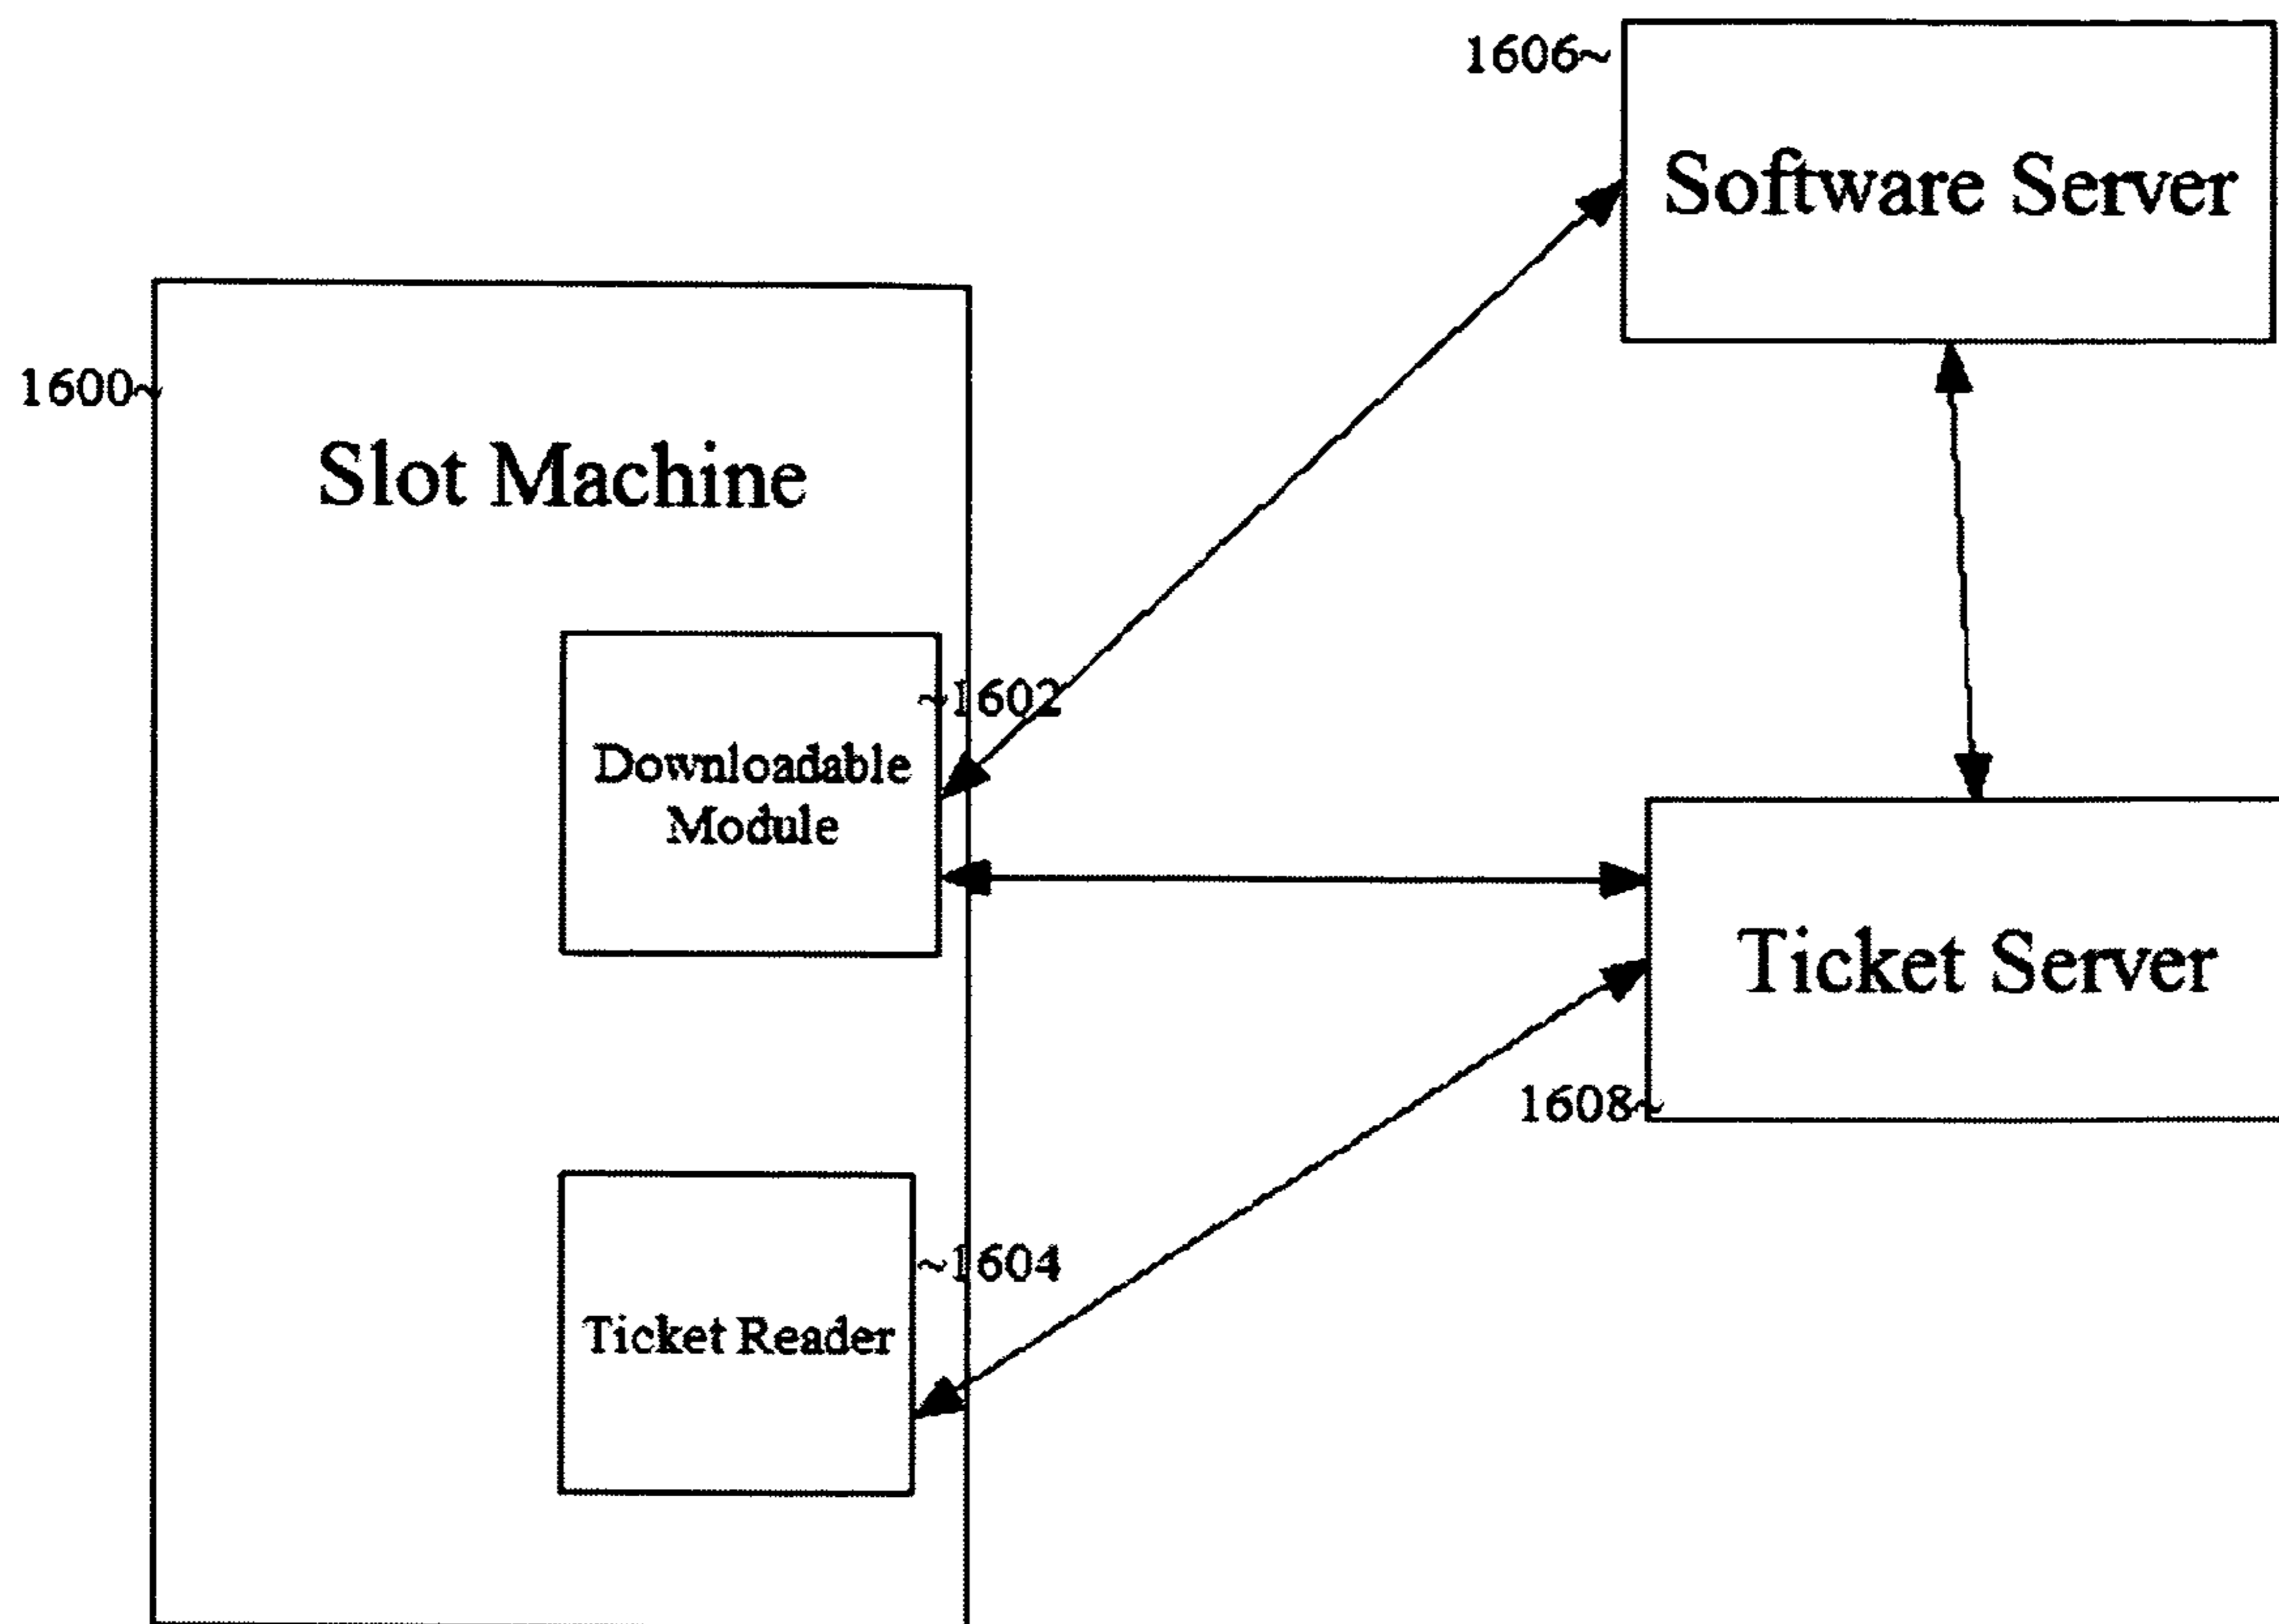 1606~
Software Server
1600~
Slot Machine
~1602
Downloadable
Module
Ticket Server
1608~
~1604
Ticket Reader